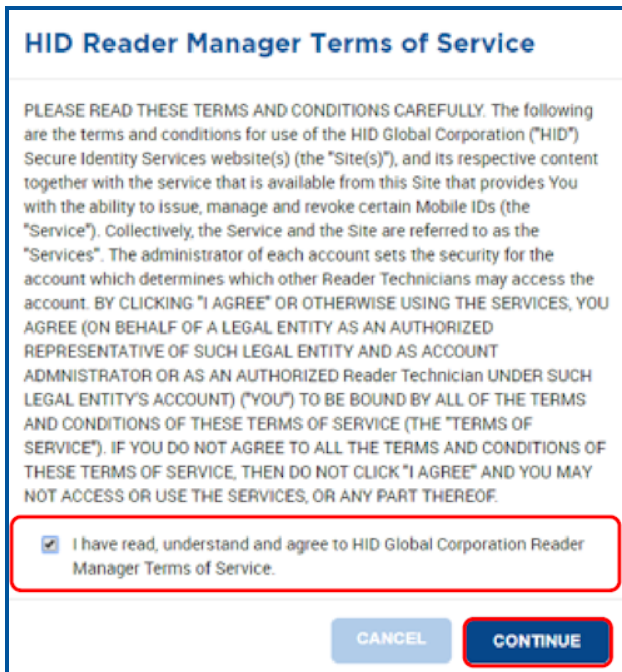 HID Reader Manager Terms of Service
PLEASE READ THESE TERMS AND CONDITIONS CAREFULLY. The following
are the terms and conditions for use of the HID Global Corporation ("HID")
Secure Identity Services website(s) (the "Site(s)"), and its respective content
together with the service that is available from this Site that provides You
with the ability to issue, manage and revoke certain Mobile IDs (the
"Service"). Collectively, the Service and the Site are referred to as the
"Services". The administrator of each account sets the security for the
account which determines which other Reader Technicians may access the
account. BY CLICKING "I AGREE" OR OTHERWISE USING THE SERVICES, YOU
AGREE (ON BEHALF OF A LEGAL ENTITY AS AN AUTHORIZED
REPRESENTATIVE OF SUCH LEGAL ENTITY AND AS ACCOUNT
ADMNISTRATOR OR AS AN AUTHORIZED Reader Technician UNDER SUCH
LEGAL ENTITY'S ACCOUNT) ("YOU") TO BE BOUND BY ALL OF THE TERMS
AND CONDITIONS OF THESE TERMS OF SERVICE (THE "TERMS OF
SERVICE"). IF YOU DO NOT AGREE TO ALL THE TERMS AND CONDITIONS OF
THESE TERMS OF SERVICE, THEN DO NOT CLICK "I AGREE" AND YOU MAY
NOT ACCESS OR USE THE SERVICES, OR ANY PART THEREOF.
I have read, understand and agree to HID Global Corporation Reader
Manager Terms of Service.
CANCEL CONTINUE